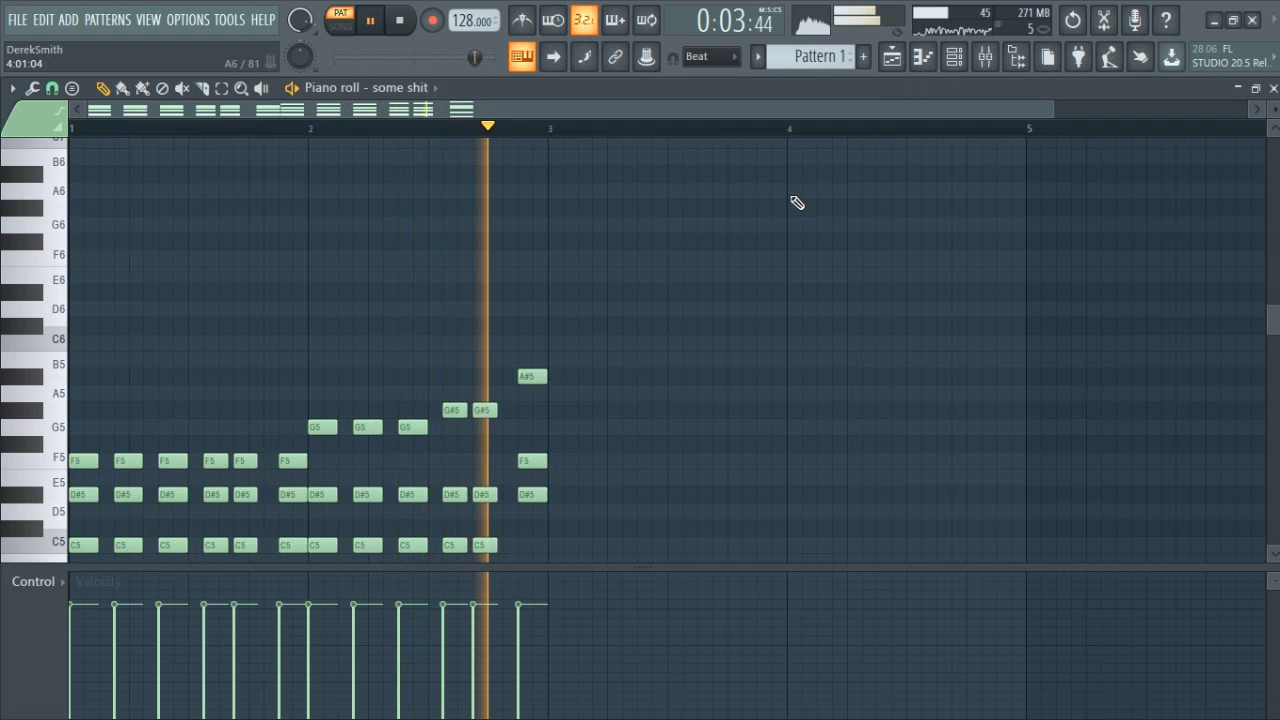 FILE EDIT ADD PATTERNS VIEW OPTIONS TOOLS HELP
PAT
SONG
128.000
3.2.
0:03:44
M:S:CS
45
271 MB
5
DerekSmith
4:01:04
A6 / 81
Beat
Pattern 1
28.06 FL
STUDIO 20.5 Rel..
Piano roll - some shit
1 2 3 4 5
B6
A6
G6
F6
E6
D6
C6
B5
A#5
A5
G#5 G#5
G5 G5 G5 G5
F5 F5 F5 F5 F5 F5 F5 F5
E5
D#5 D#5 D#5 D#5 D#5 D#5 D#5 D#5 D#5 D#5 D#5 D#5
D5
C5 C5 C5 C5 C5 C5 C5 C5 C5 C5 C5 C5
Control
Velocity